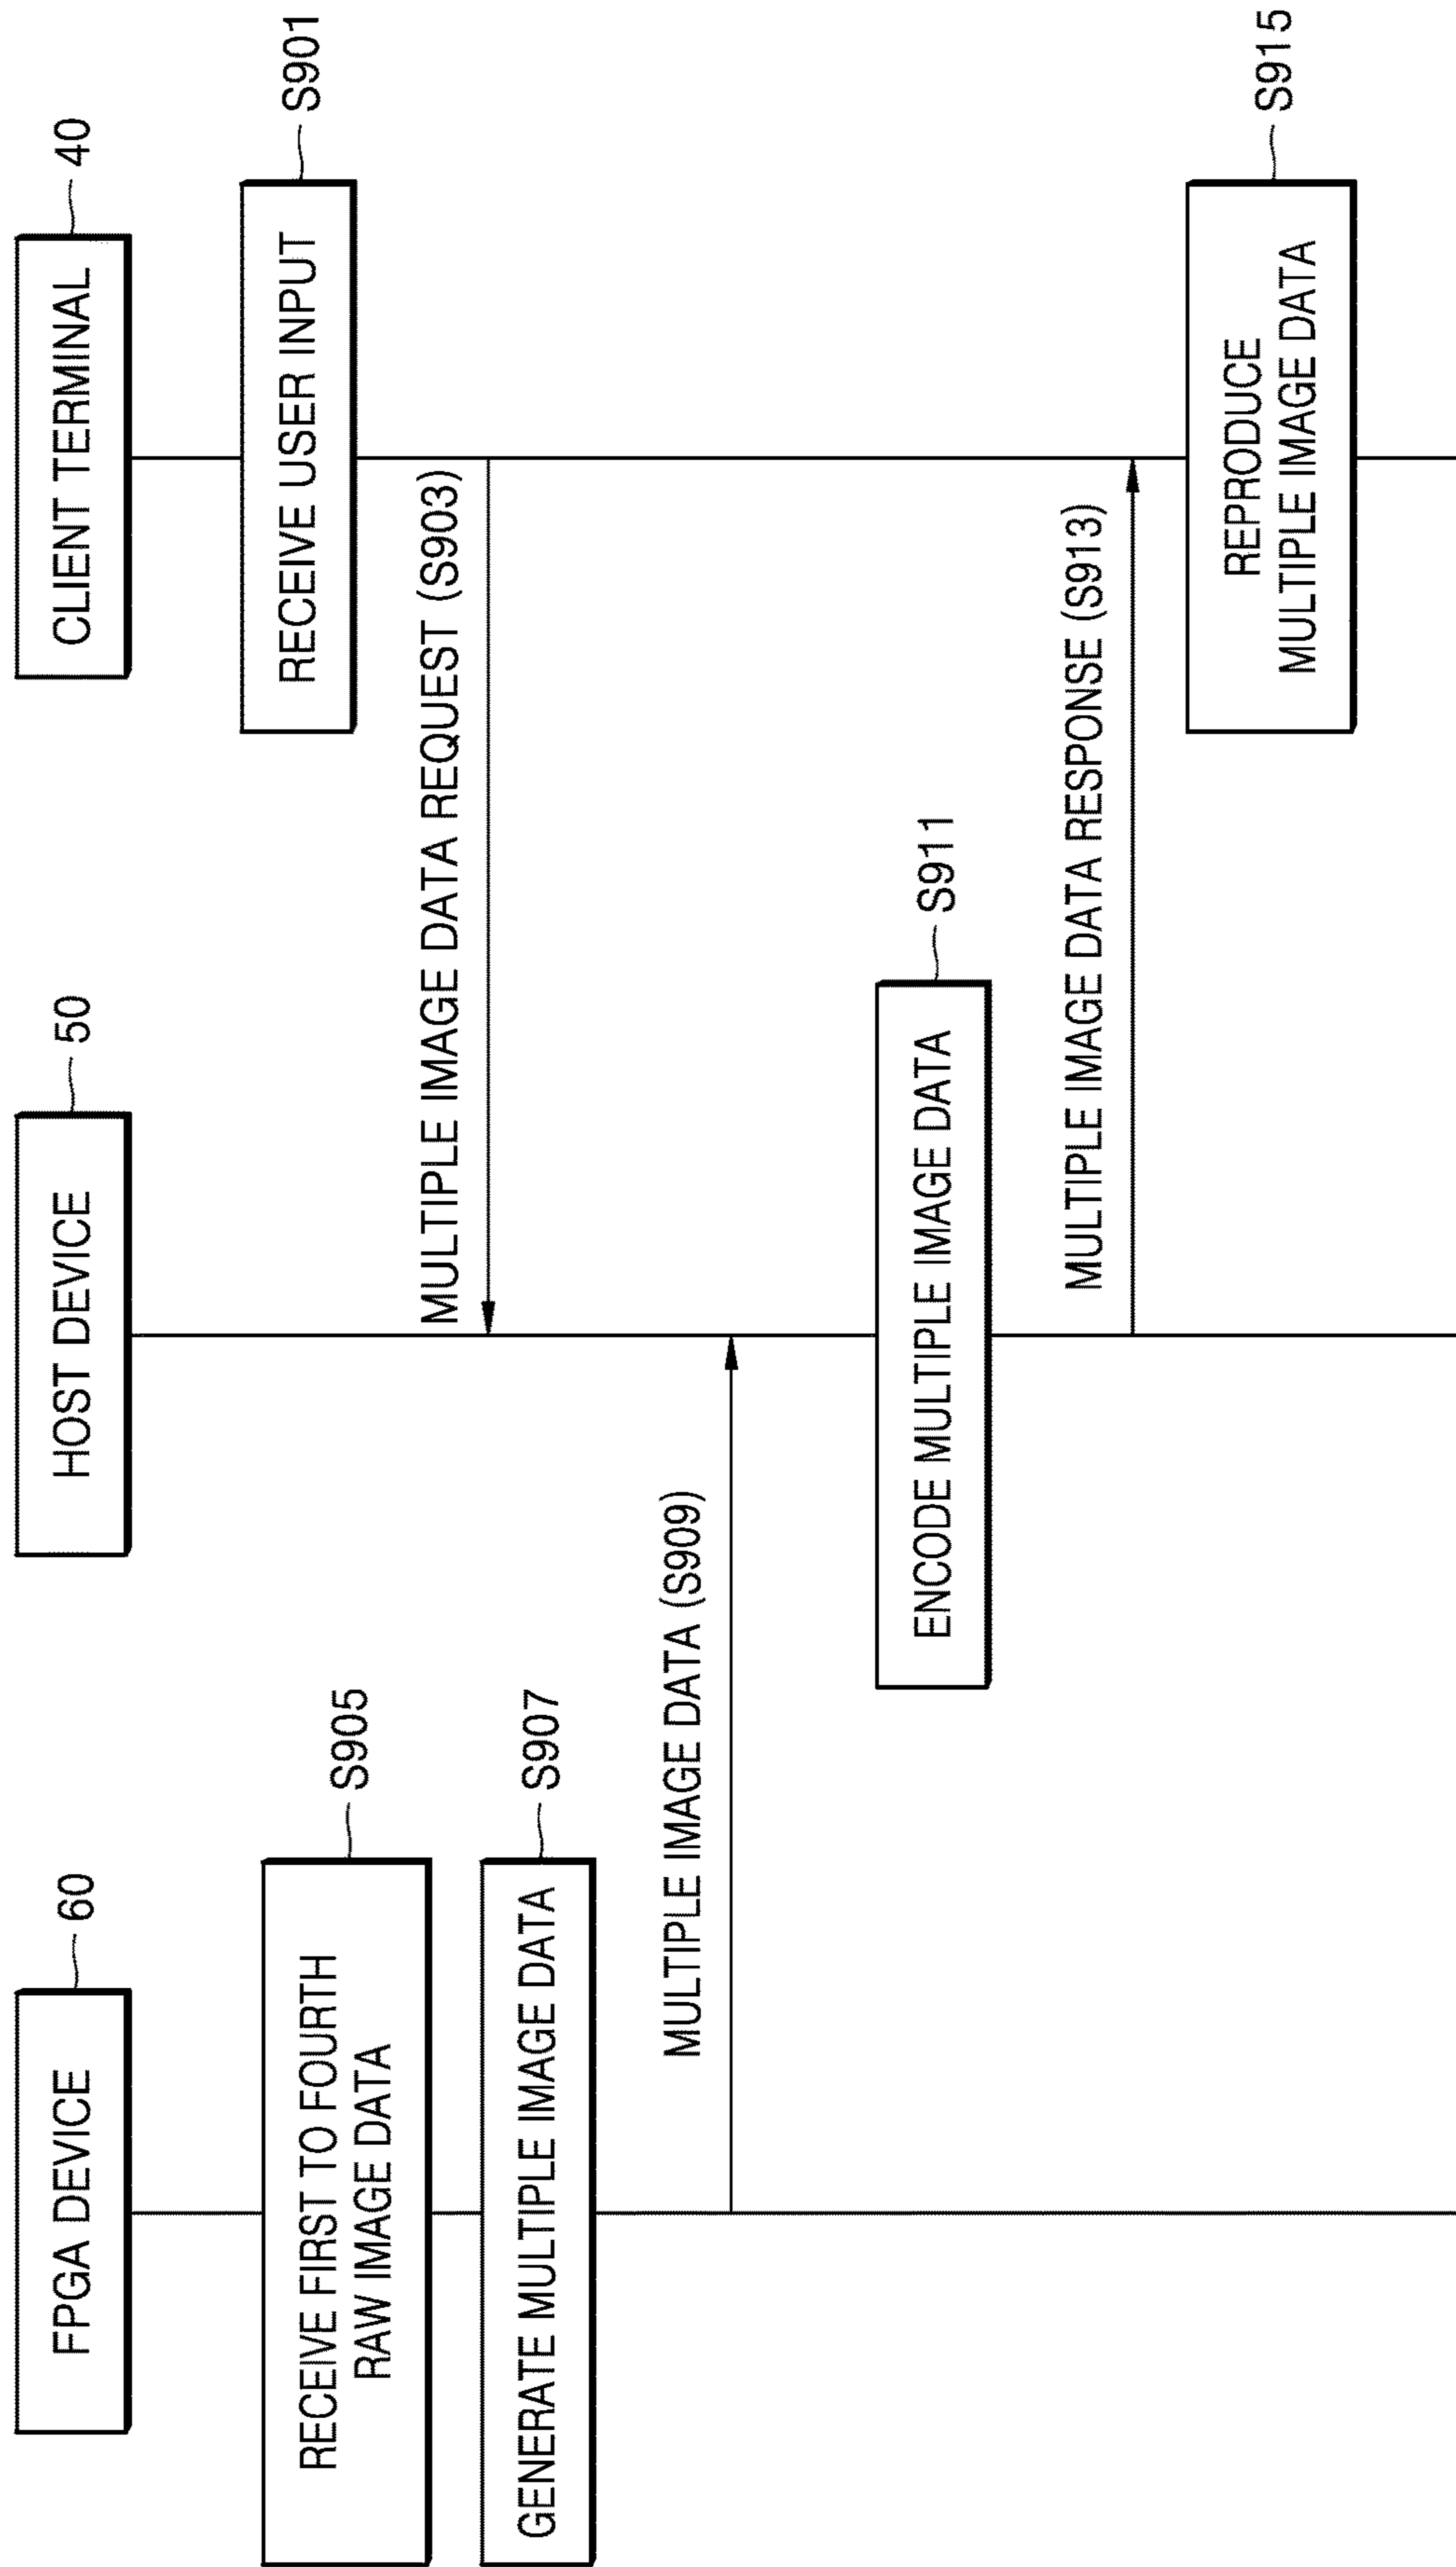 FPGA DEVICE
60
HOST DEVICE
50
CLIENT TERMINAL
40
RECEIVE USER INPUT
S901
RECEIVE FIRST TO FOURTH
RAW IMAGE DATA
S905
MULTIPLE IMAGE DATA REQUEST (S903)
GENERATE MULTIPLE IMAGE DATA
S907
MULTIPLE IMAGE DATA (S909)
ENCODE MULTIPLE IMAGE DATA
S911
MULTIPLE IMAGE DATA RESPONSE (S913)
REPRODUCE
MULTIPLE IMAGE DATA
S915